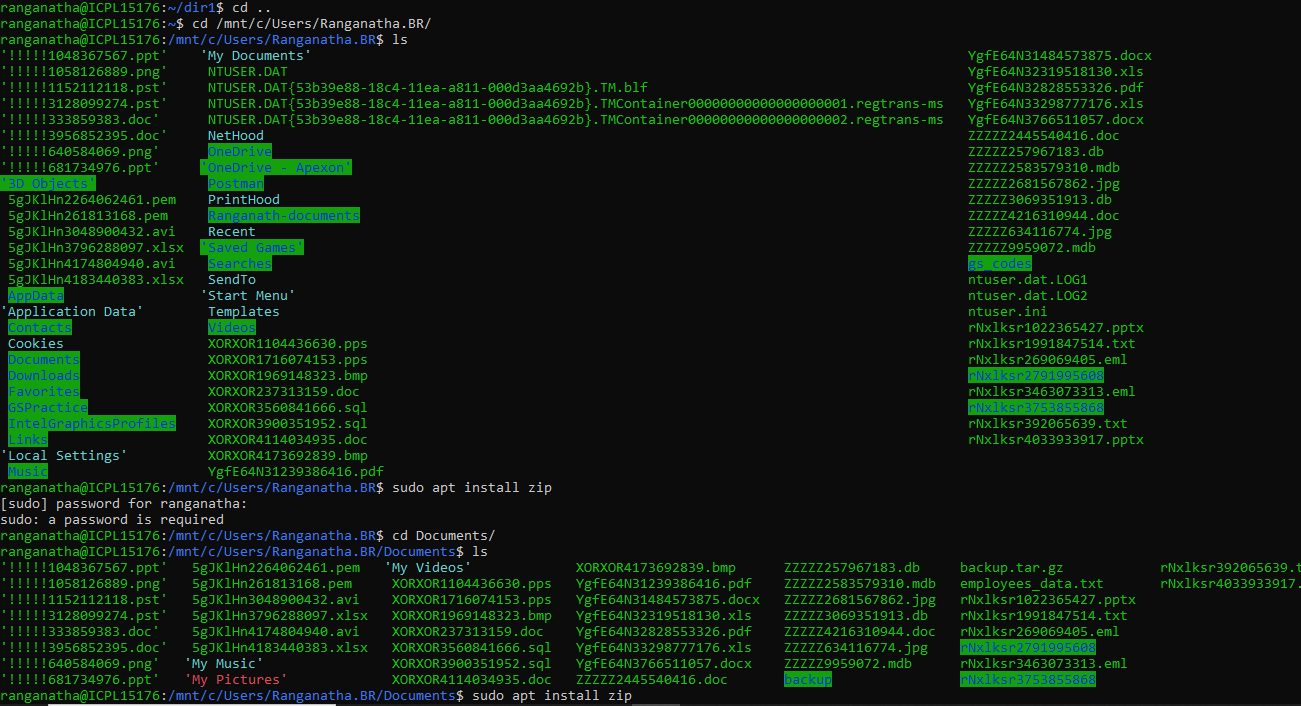 ranganatha@ICPL15176:~/dir1$ cd ..
ranganatha@ICPL15176:~$ cd /mnt/c/Users/Ranganatha.BR/
ranganatha@ICPL15176:/mnt/c/Users/Ranganatha.BR$ ls
'!!!!!1048367567.ppt' 'My Documents' YgfE64N31484573875.docx
'!!!!!1058126889.png' NTUSER.DAT YgfE64N32319518130.xls
'!!!!!1152112118.pst' NTUSER.DAT{53b39e88-18c4-11ea-a811-000d3aa4692b}.TM.blf YgfE64N32828553326.pdf
'!!!!!3128099274.pst' NTUSER.DAT{53b39e88-18c4-11ea-a811-000d3aa4692b}.TMContainer00000000000000000001.regtrans-ms YgfE64N33298777176.xls
'!!!!!333859383.doc' NTUSER.DAT{53b39e88-18c4-11ea-a811-000d3aa4692b}.TMContainer00000000000000000002.regtrans-ms YgfE64N3766511057.docx
'!!!!!3956852395.doc' NetHood ZZZZZ2445540416.doc
'!!!!!640584069.png' OneDrive ZZZZZ257967183.db
'!!!!!681734976.ppt' 'OneDrive - Apexon' ZZZZZ2583579310.mdb
'3D Objects' Postman ZZZZZ2681567862.jpg
5gJKlHn2264062461.pem PrintHood ZZZZZ3069351913.db
5gJKlHn261813168.pem Ranganath-documents ZZZZZ4216310944.doc
5gJKlHn3048900432.avi Recent ZZZZZ634116774.jpg
5gJKlHn3796288097.xlsx 'Saved Games' ZZZZZ9959072.mdb
5gJKlHn4174804940.avi Searches gs_codes
5gJKlHn4183440383.xlsx SendTo ntuser.dat.LOG1
AppData 'Start Menu' ntuser.dat.LOG2
'Application Data' Templates ntuser.ini
Contacts Videos rNxlksr1022365427.pptx
Cookies XORXOR1104436630.pps rNxlksr1991847514.txt
Documents XORXOR1716074153.pps rNxlksr269069405.eml
Downloads XORXOR1969148323.bmp rNxlksr2791995608
Favorites XORXOR237313159.doc rNxlksr3463073313.eml
GSPractice XORXOR3560841666.sql rNxlksr3753855868
IntelGraphicsProfiles XORXOR3900351952.sql rNxlksr392065639.txt
Links XORXOR4114034935.doc rNxlksr4033933917.pptx
'Local Settings' XORXOR4173692839.bmp
Music YgfE64N31239386416.pdf
ranganatha@ICPL15176:/mnt/c/Users/Ranganatha.BR$ sudo apt install zip
[sudo] password for ranganatha:
sudo: a password is required
ranganatha@ICPL15176:/mnt/c/Users/Ranganatha.BR$ cd Documents/
ranganatha@ICPL15176:/mnt/c/Users/Ranganatha.BR/Documents$ ls
'!!!!!1048367567.ppt' 5gJKlHn2264062461.pem 'My Videos' XORXOR4173692839.bmp ZZZZZ257967183.db backup.tar.gz rNxlksr392065639.t
'!!!!!1058126889.png' 5gJKlHn261813168.pem XORXOR1104436630.pps YgfE64N31239386416.pdf ZZZZZ2583579310.mdb employees_data.txt rNxlksr4033933917.
'!!!!!1152112118.pst' 5gJKlHn3048900432.avi XORXOR1716074153.pps YgfE64N31484573875.docx ZZZZZ2681567862.jpg rNxlksr1022365427.pptx
'!!!!!3128099274.pst' 5gJKlHn3796288097.xlsx XORXOR1969148323.bmp YgfE64N32319518130.xls ZZZZZ3069351913.db rNxlksr1991847514.txt
'!!!!!333859383.doc' 5gJKlHn4174804940.avi XORXOR237313159.doc YgfE64N32828553326.pdf ZZZZZ4216310944.doc rNxlksr269069405.eml
'!!!!!3956852395.doc' 5gJKlHn4183440383.xlsx XORXOR3560841666.sql YgfE64N33298777176.xls ZZZZZ634116774.jpg rNxlksr2791995608
'!!!!!640584069.png' 'My Music' XORXOR3900351952.sql YgfE64N3766511057.docx ZZZZZ9959072.mdb rNxlksr3463073313.eml
'!!!!!681734976.ppt' 'My Pictures' XORXOR4114034935.doc ZZZZZ2445540416.doc backup rNxlksr3753855868
ranganatha@ICPL15176:/mnt/c/Users/Ranganatha.BR/Documents$ sudo apt install zip